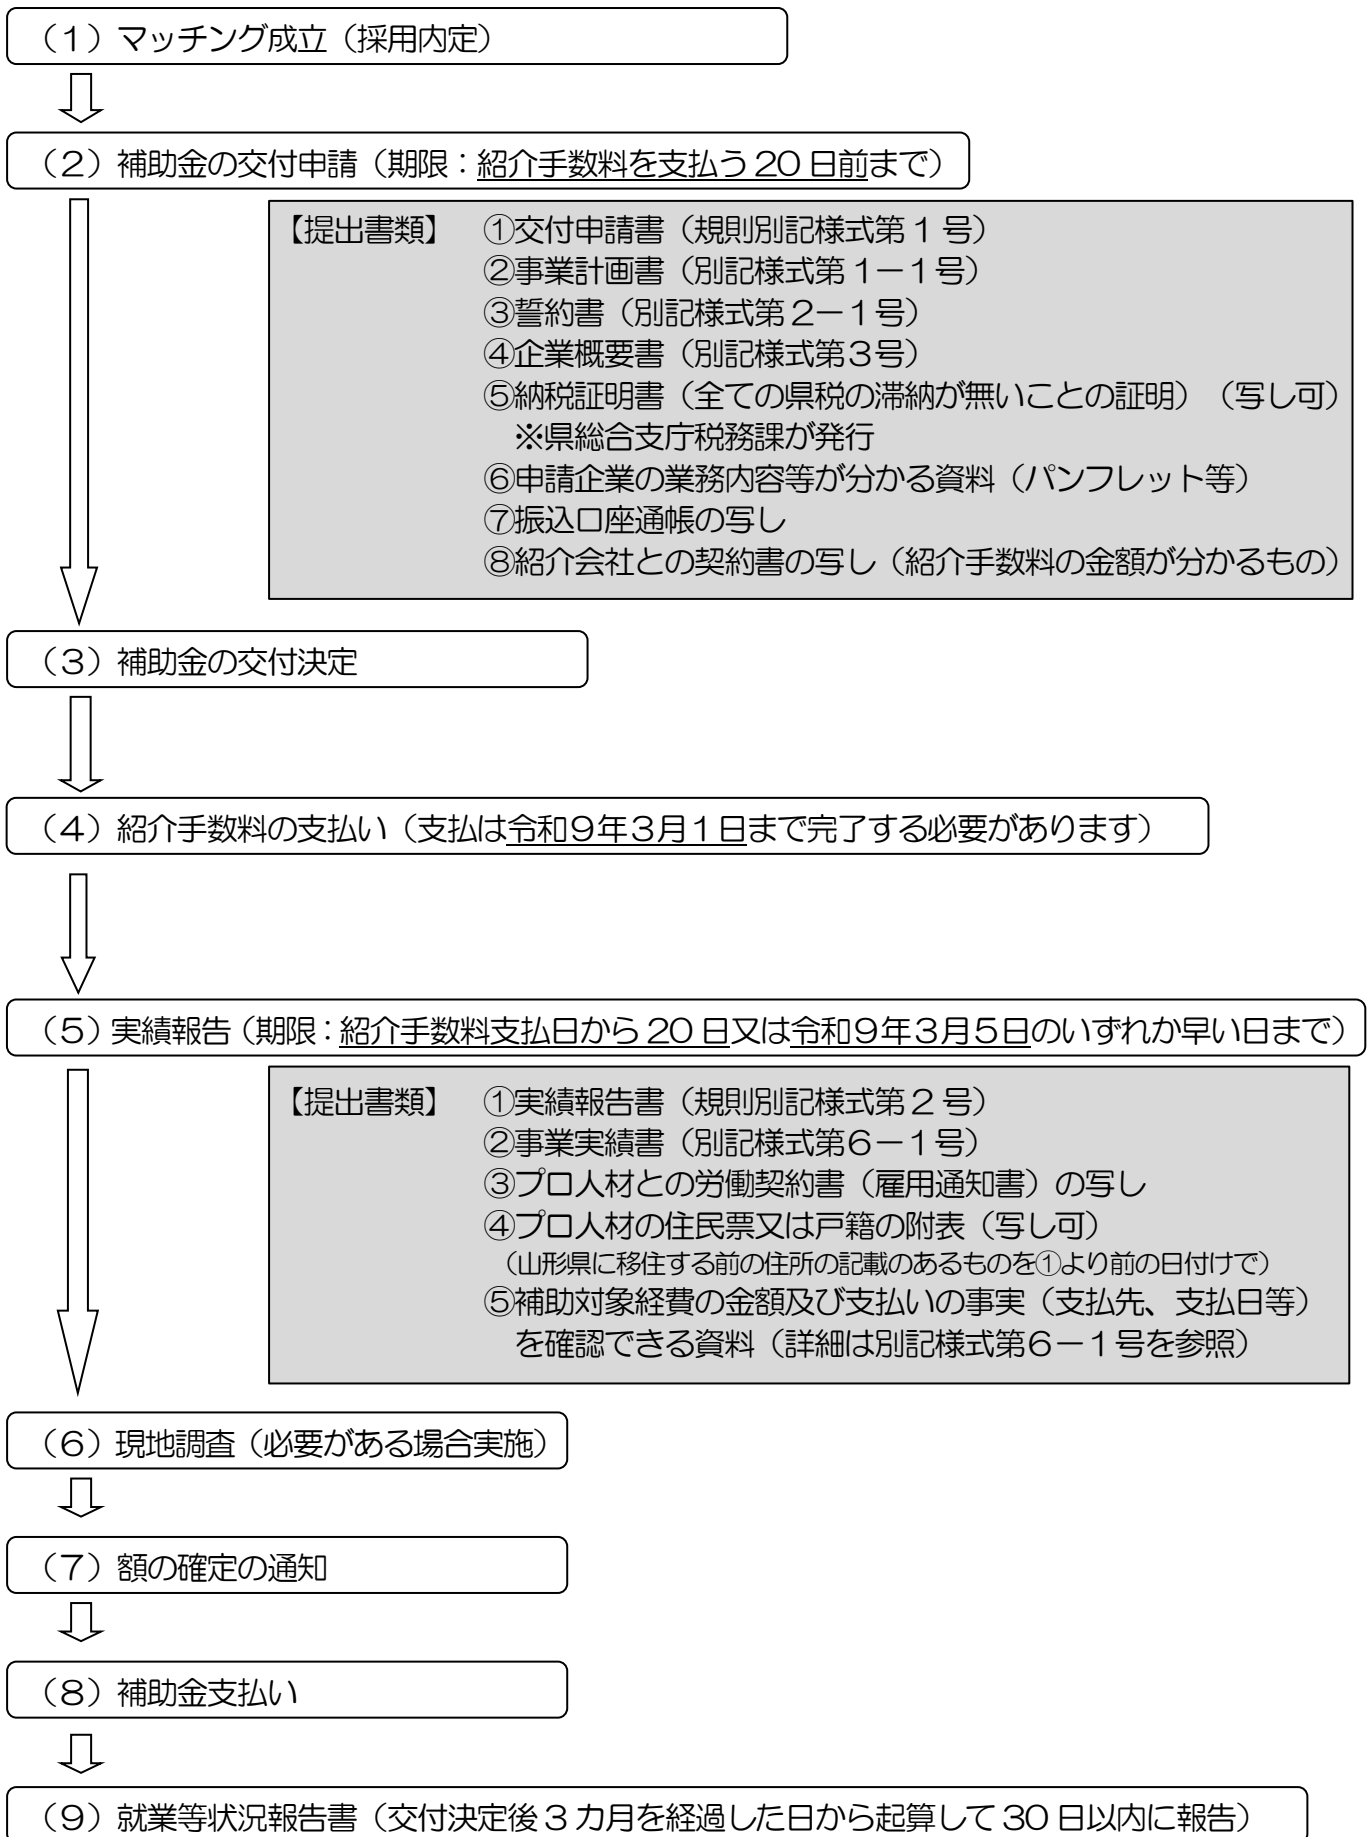 （１）マッチング成立（採用内定）
（２）補助金の交付申請（期限：紹介手数料を支払う 20 日前まで）
【提出書類】　①交付申請書（規則別記様式第１号）
②事業計画書（別記様式第１－１号）
③誓約書（別記様式第２－１号）
④企業概要書（別記様式第３号）
⑤納税証明書（全ての県税の滞納が無いことの証明）（写し可）
※県総合支庁税務課が発行
⑥申請企業の業務内容等が分かる資料（パンフレット等）
⑦振込口座通帳の写し
⑧紹介会社との契約書の写し（紹介手数料の金額が分かるもの）
（３）補助金の交付決定
（４）紹介手数料の支払い（支払は令和９年３月１日まで完了する必要があります）
（５）実績報告（期限：紹介手数料支払日から 20 日又は令和９年３月５日のいずれか早い日まで）
【提出書類】　①実績報告書（規則別記様式第２号）
②事業実績書（別記様式第６－１号）
③プロ人材との労働契約書（雇用通知書）の写し
④プロ人材の住民票又は戸籍の附表（写し可）
（山形県に移住する前の住所の記載のあるものを①より前の日付けで）
⑤補助対象経費の金額及び支払いの事実（支払先、支払日等）
を確認できる資料（詳細は別記様式第６－１号を参照）
（６）現地調査（必要がある場合実施）
（７）額の確定の通知
（８）補助金支払い
（９）就業等状況報告書（交付決定後３カ月を経過した日から起算して 30 日以内に報告）